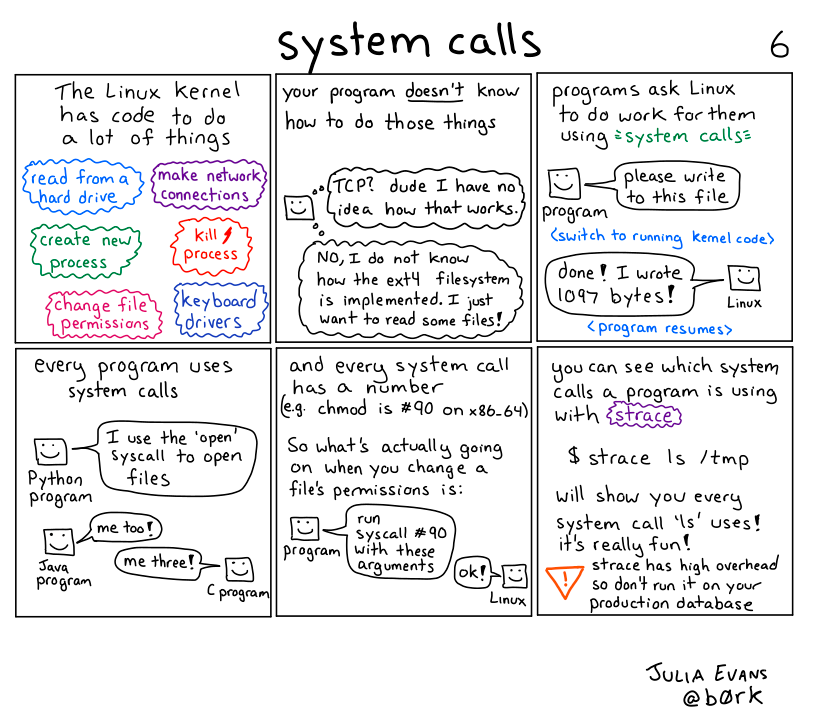 system calls
6
The Linux kernel
has code to do
a lot of things
read from a
hard drive
make network
connections
create new
process
kill
process
change file
permissions
keyboard
drivers
your program doesn't know
how to do those things
TCP? dude I have no
idea how that works.
NO, I do not know
how the ext4 filesystem
is implemented. I just
want to read some files!
programs ask Linux
to do work for them
using =system calls=
please write
to this file
program
<switch to running kernel code>
done! I wrote
1097 bytes!
Linux
<program resumes>
every program uses
system calls
I use the 'open'
syscall to open
files
Python
program
me too!
Java
program
me three!
C program
and every system call
has a number
(e.g. chmod is #90 on x86_64)
So what's actually going
on when you change a
file's permissions is:
run
syscall #90
with these
arguments
program
ok!
Linux
you can see which system
calls a program is using
with strace
$ strace ls /tmp
will show you every
system call 'ls' uses!
it's really fun!
!
strace has high overhead
so don't run it on your
production database
JULIA EVANS
@b0rk